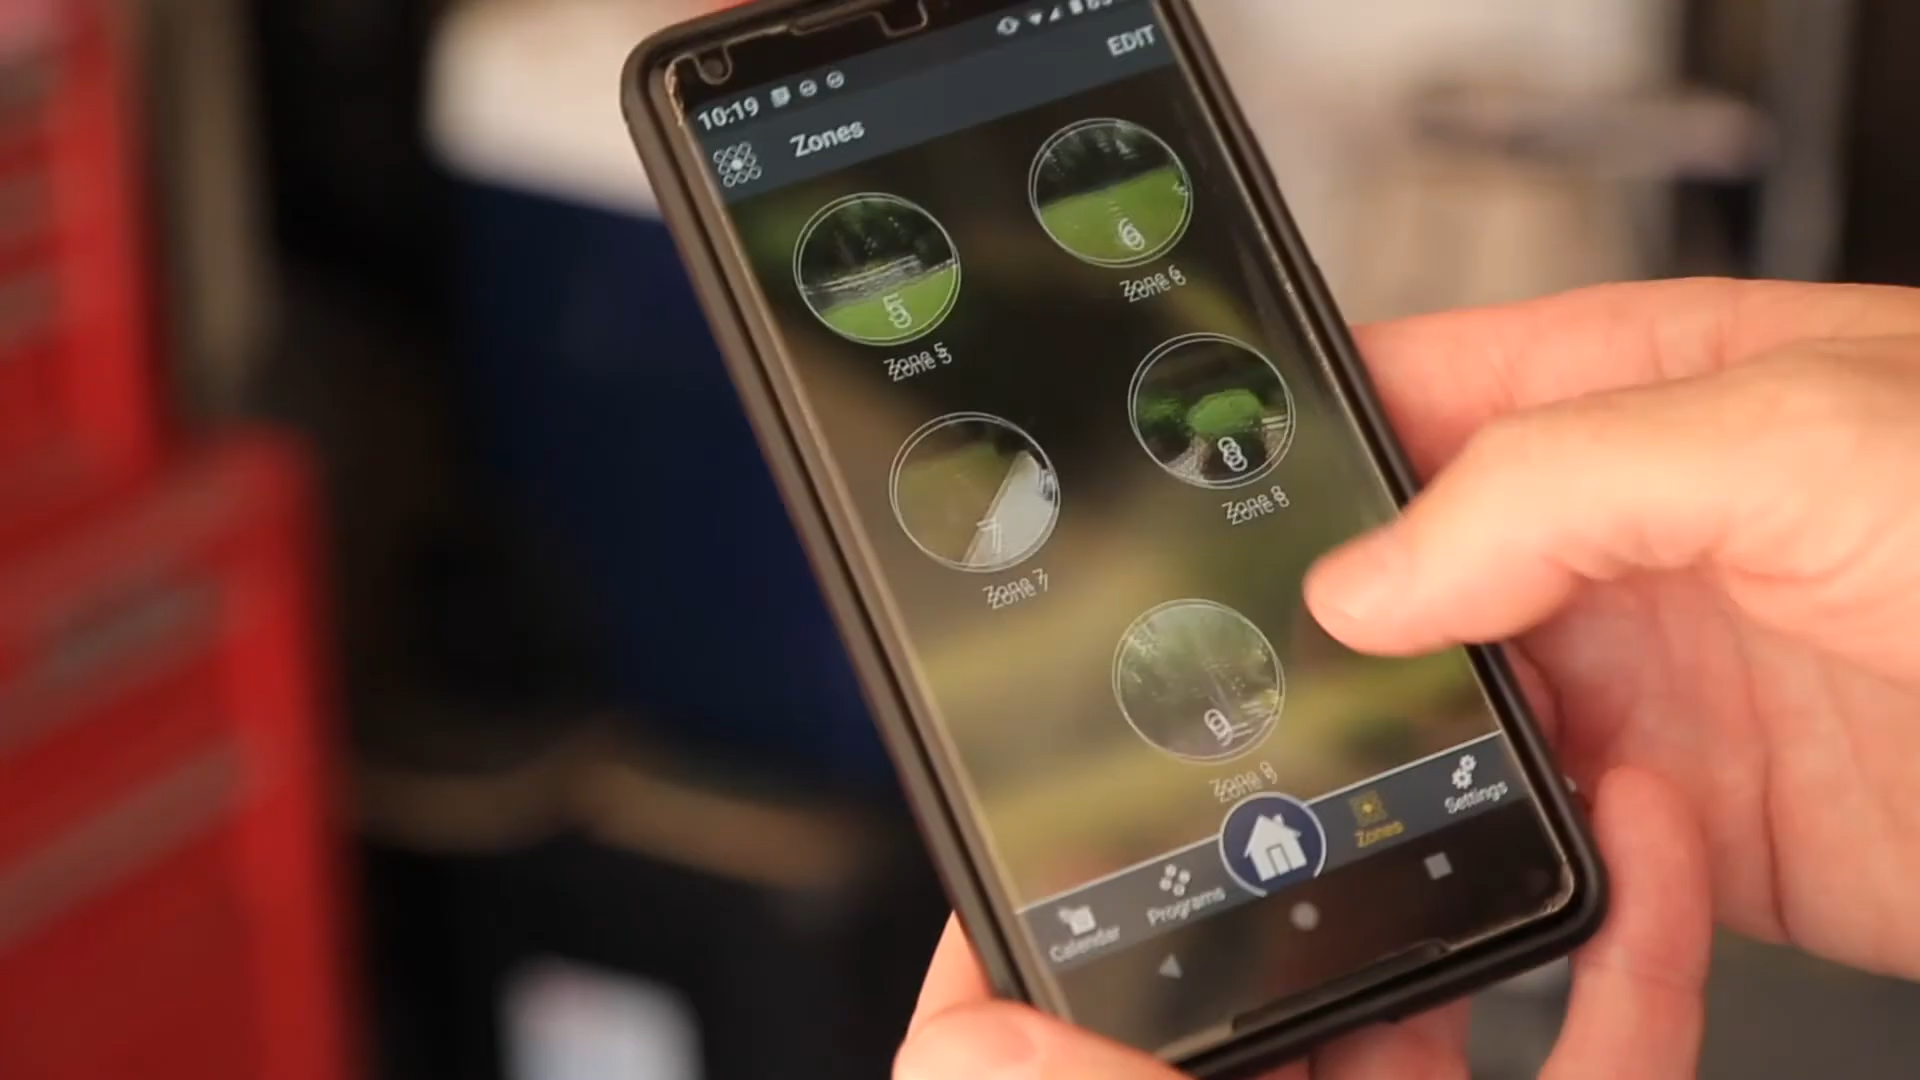 10:19
EDIT
Zones
5
Zone 5
6
Zone 6
7
Zone 7
8
Zone 8
9
Zone 9
Calendar
Programs
Zones
Settings